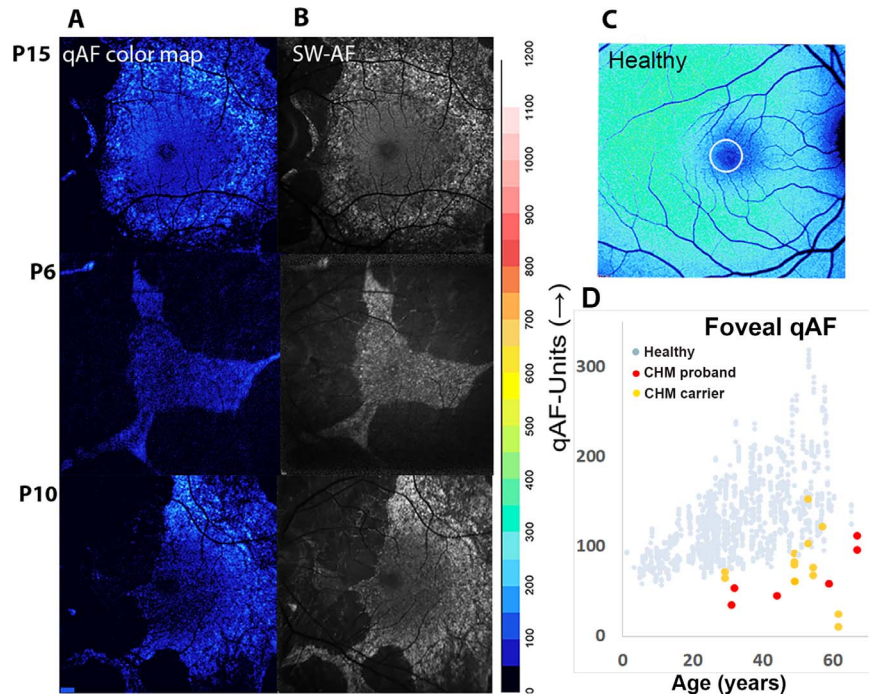 A
B
C
P15
qAF color map
SW-AF
Healthy
P6
P10
1200
1100
1000
900
800
700
600
500
400
300
200
100
0
qAF-Units (→)
D
Foveal qAF
Healthy
CHM proband
CHM carrier
300
200
100
0
0
20
40
60
Age (years)